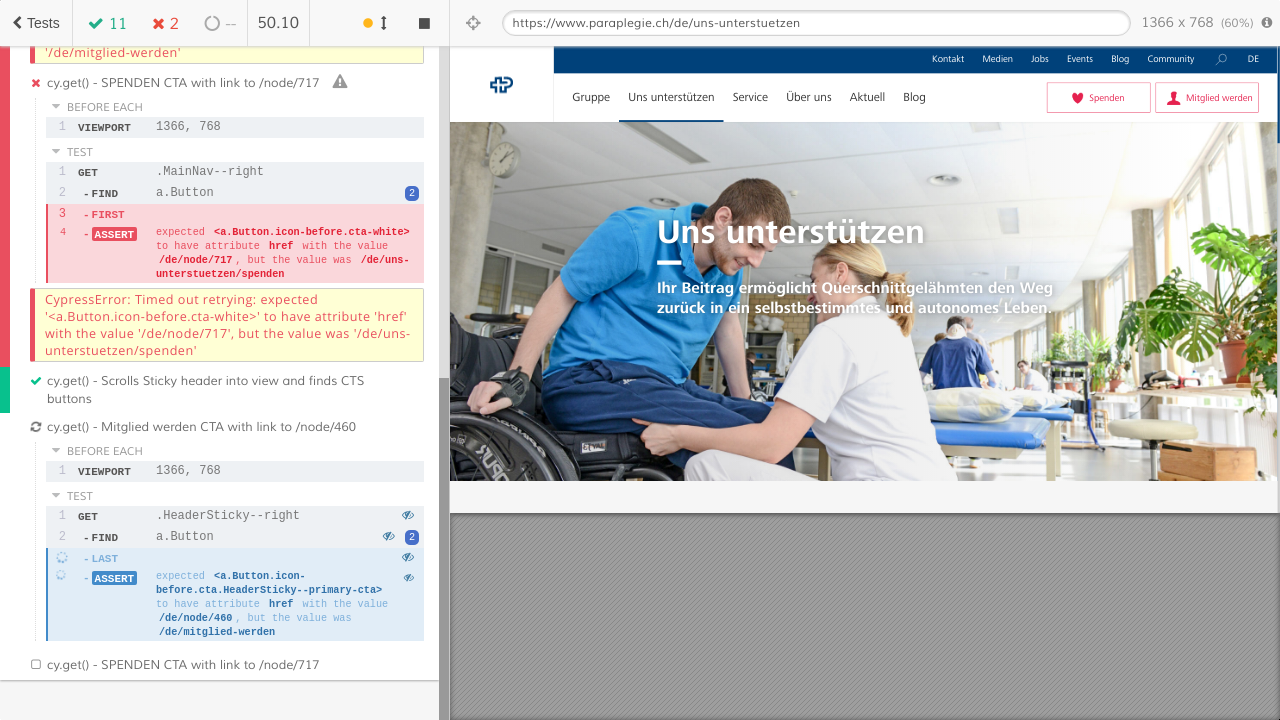 Tests
11
2
--
50.10
https://www.paraplegie.ch/de/uns-unterstuetzen
1366 x 768 (60%)
'/de/mitglied-werden'
cy.get() - SPENDEN CTA with link to /node/717
BEFORE EACH
1 VIEWPORT 1366, 768
TEST
1 GET .MainNav--right
2 -FIND a.Button 2
3 -FIRST
4 -ASSERT expected <a.Button.icon-before.cta-white>
to have attribute href with the value
/de/node/717, but the value was /de/uns-
unterstuetzen/spenden
CypressError: Timed out retrying: expected
'<a.Button.icon-before.cta-white>' to have attribute 'href'
with the value '/de/node/717', but the value was '/de/uns-
unterstuetzen/spenden'
cy.get() - Scrolls Sticky header into view and finds CTS
buttons
cy.get() - Mitglied werden CTA with link to /node/460
BEFORE EACH
1 VIEWPORT 1366, 768
TEST
1 GET .HeaderSticky--right
2 -FIND a.Button 2
-LAST
-ASSERT expected <a.Button.icon-
before.cta.HeaderSticky--primary-cta>
to have attribute href with the value
/de/node/460, but the value was
/de/mitglied-werden
cy.get() - SPENDEN CTA with link to /node/717
Kontakt Medien Jobs Events Blog Community DE
Gruppe Uns unterstützen Service Über uns Aktuell Blog Spenden Mitglied werden
Uns unterstützen
Ihr Beitrag ermöglicht Querschnittgelähmten den Weg
zurück in ein selbstbestimmtes und autonomes Leben.